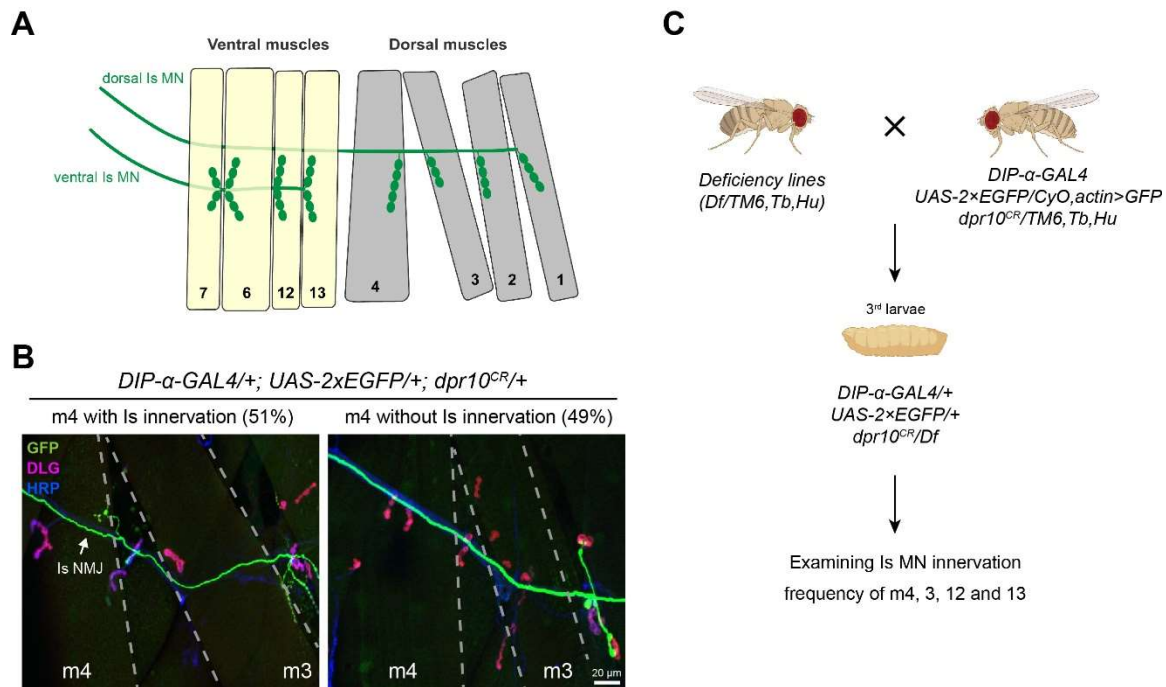 A
Ventral muscles
Dorsal muscles
dorsal Is MN
ventral Is MN
7
6
12
13
4
3
2
1
B
DIP-α-GAL4/+; UAS-2xEGFP/+; dpr10CR/+
m4 with Is innervation (51%)
m4 without Is innervation (49%)
GFP
DLG
HRP
Is NMJ
m4
m3
m4
m3
20 µm
C
×
Deficiency lines
(Df/TM6,Tb,Hu)
DIP-α-GAL4
UAS-2×EGFP/CyO,actin>GFP
dpr10CR/TM6,Tb,Hu
3rd larvae
DIP-α-GAL4/+
UAS-2×EGFP/+
dpr10CR/Df
Examining Is MN innervation
frequency of m4, 3, 12 and 13